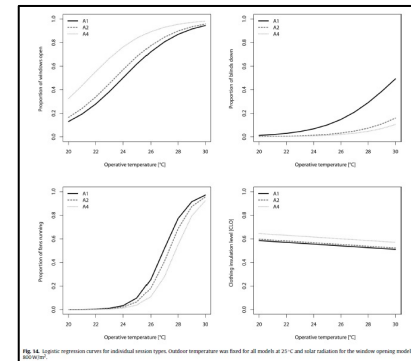 A1
A2
A4
Proportion of windows open
0.0 0.2 0.4 0.6 0.8 1.0
20 22 24 26 28 30
Operative temperature [°C]
A1
A2
A4
Proportion of blinds down
0.0 0.2 0.4 0.6 0.8 1.0
20 22 24 26 28 30
Operative temperature [°C]
A1
A2
A4
Proportion of fans running
0.0 0.2 0.4 0.6 0.8 1.0
20 22 24 26 28 30
Operative temperature [°C]
A1
A2
A4
Clothing insulation level [CLO]
0.0 0.2 0.4 0.6 0.8 1.0
20 22 24 26 28 30
Operative temperature [°C]
Fig. 14. Logistic regression curves for individual session types. Outdoor temperature was fixed for all models at 25°C and solar radiation for the window opening model
800 W/m².